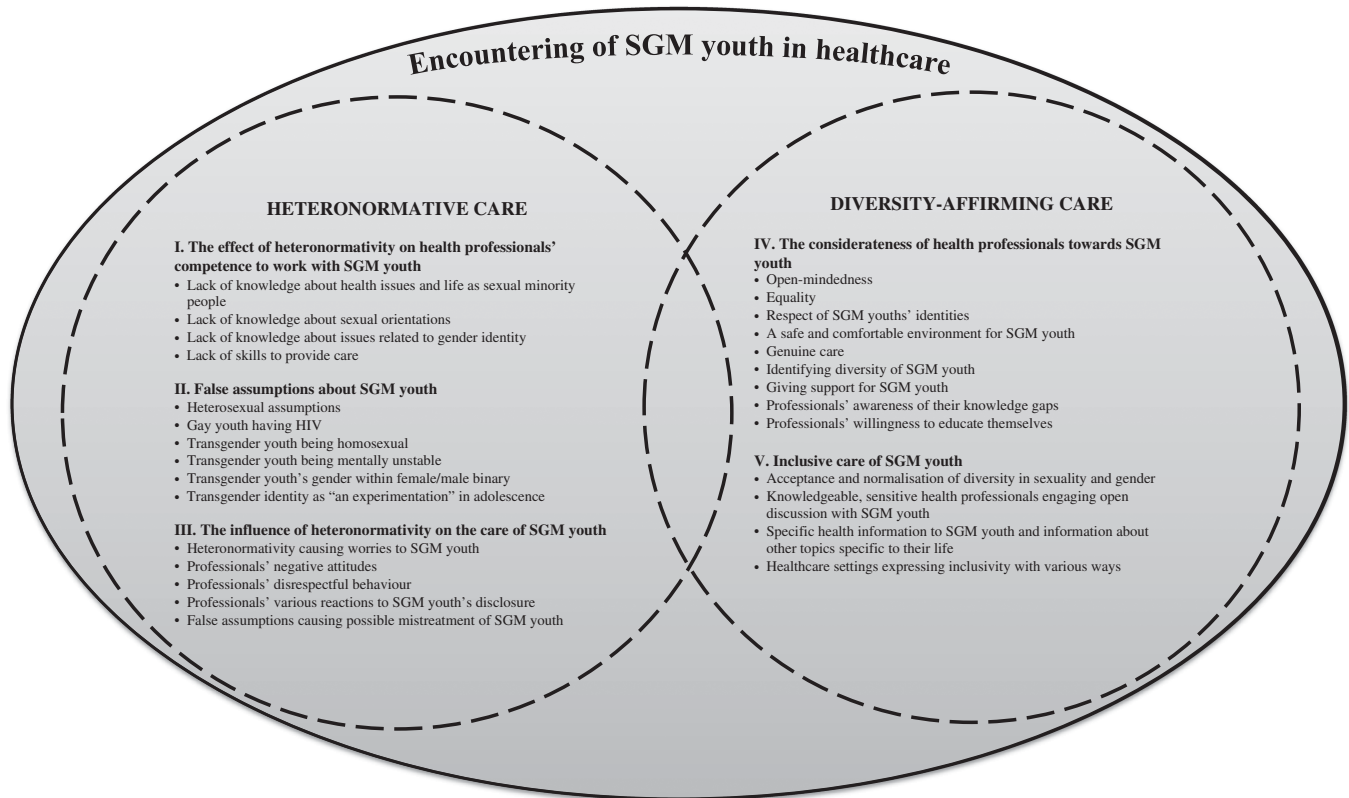 Encountering of SGM youth in healthcare
HETERONORMATIVE CARE
I. The effect of heteronormativity on health professionals’
competence to work with SGM youth
• Lack of knowledge about health issues and life as sexual minority
people
• Lack of knowledge about sexual orientations
• Lack of knowledge about issues related to gender identity
• Lack of skills to provide care
II. False assumptions about SGM youth
• Heterosexual assumptions
• Gay youth having HIV
• Transgender youth being homosexual
• Transgender youth being mentally unstable
• Transgender youth’s gender within female/male binary
• Transgender identity as “an experimentation” in adolescence
III. The influence of heteronormativity on the care of SGM youth
• Heteronormativity causing worries to SGM youth
• Professionals’ negative attitudes
• Professionals’ disrespectful behaviour
• Professionals’ various reactions to SGM youth’s disclosure
• False assumptions causing possible mistreatment of SGM youth
DIVERSITY-AFFIRMING CARE
IV. The considerateness of health professionals towards SGM
youth
• Open-mindedness
• Equality
• Respect of SGM youths’ identities
• A safe and comfortable environment for SGM youth
• Genuine care
• Identifying diversity of SGM youth
• Giving support for SGM youth
• Professionals’ awareness of their knowledge gaps
• Professionals’ willingness to educate themselves
V. Inclusive care of SGM youth
• Acceptance and normalisation of diversity in sexuality and gender
• Knowledgeable, sensitive health professionals engaging open
discussion with SGM youth
• Specific health information to SGM youth and information about
other topics specific to their life
• Healthcare settings expressing inclusivity with various ways